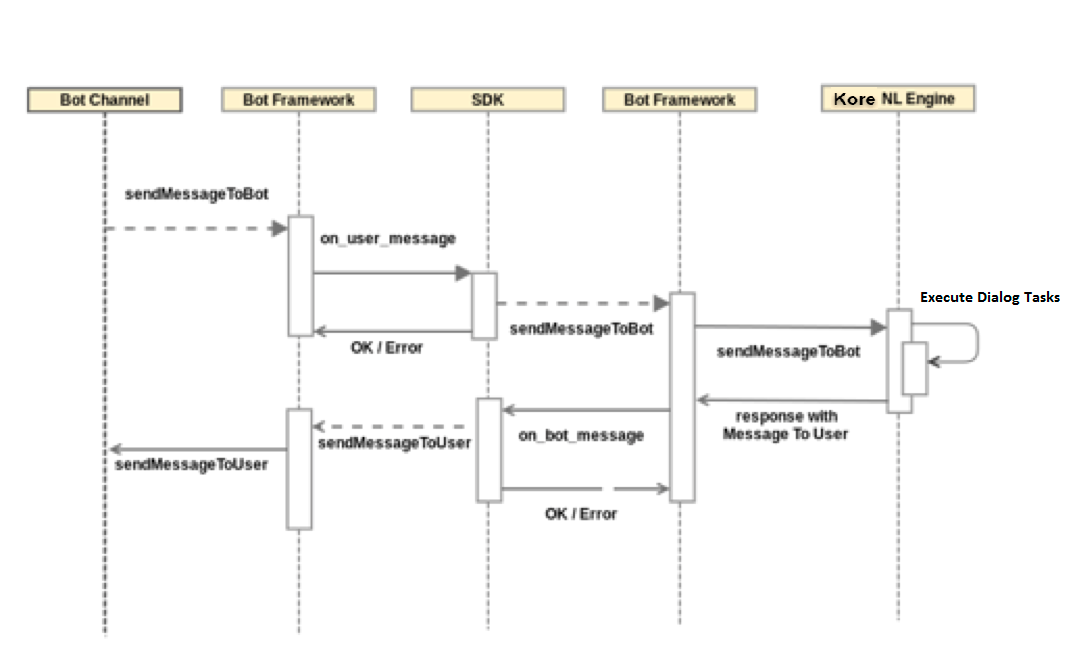 Bot Channel
Bot Framework
SDK
Bot Framework
Kore NL Engine
sendMessageToBot
on_user_message
Execute Dialog Tasks
sendMessageToBot
OK / Error
sendMessageToBot
response with
Message To User
on_bot_message
sendMessageToUser
sendMessageToUser
OK / Error